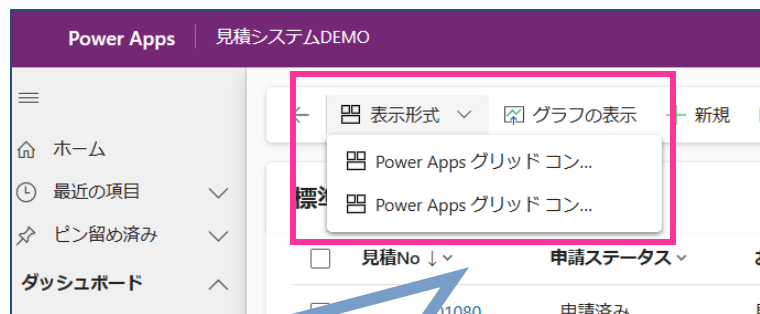 Power Apps 見積システムDEMO
表示形式 グラフの表示 新規
ホーム
Power Apps グリッド コン...
最近の項目
Power Apps グリッド コン...
ピン留め済み
見積No ↓ 申請ステータス
ダッシュボード
申請済み